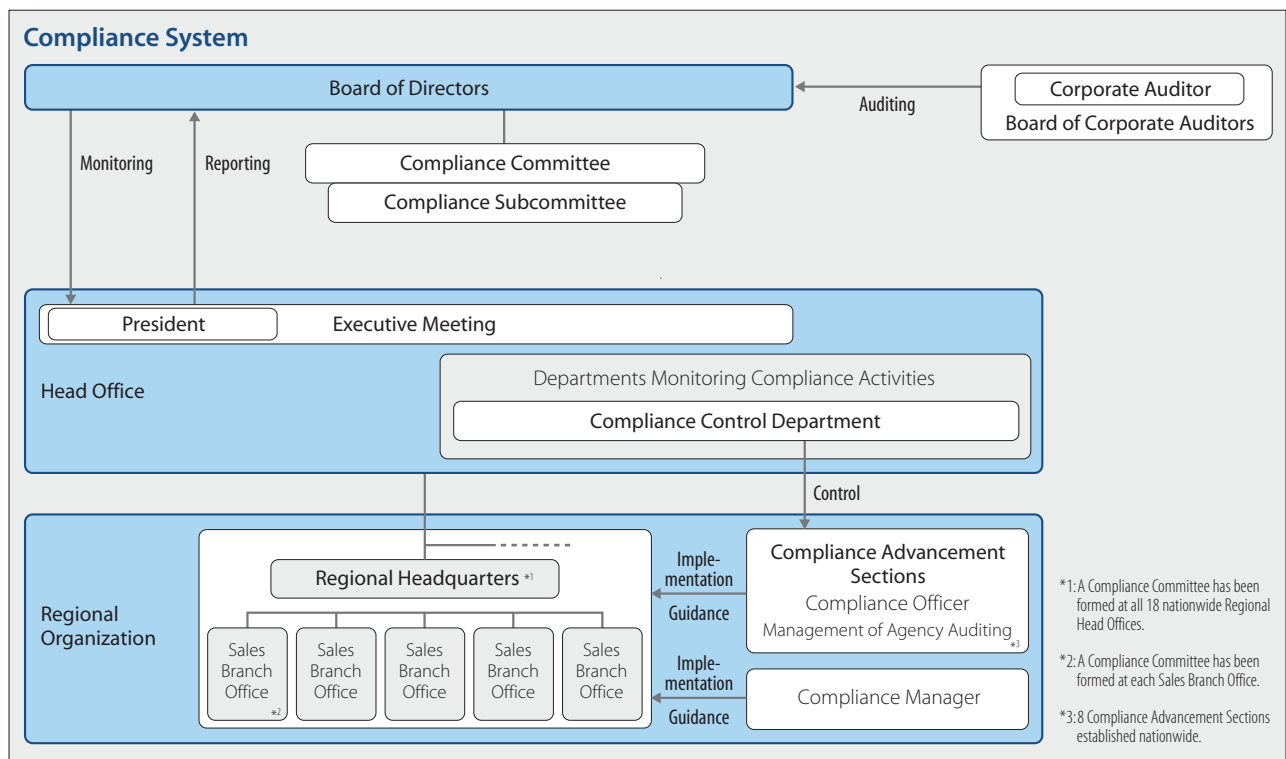 Compliance System
Board of Directors
Auditing
Corporate Auditor
Board of Corporate Auditors
Monitoring
Reporting
Compliance Committee
Compliance Subcommittee
President
Executive Meeting
Head Office
Departments Monitoring Compliance Activities
Compliance Control Department
Control
Regional
Organization
Regional Headquarters *1
Sales
Branch
Office
*2
Sales
Branch
Office
Sales
Branch
Office
Sales
Branch
Office
Sales
Branch
Office
Imple-
mentation
Guidance
Compliance Advancement
Sections
Compliance Officer
Management of Agency Auditing
*3
Imple-
mentation
Guidance
Compliance Manager
*1: A Compliance Committee has been
formed at all 18 nationwide Regional
Head Offices.
*2: A Compliance Committee has been
formed at each Sales Branch Office.
*3: 8 Compliance Advancement Sections
established nationwide.